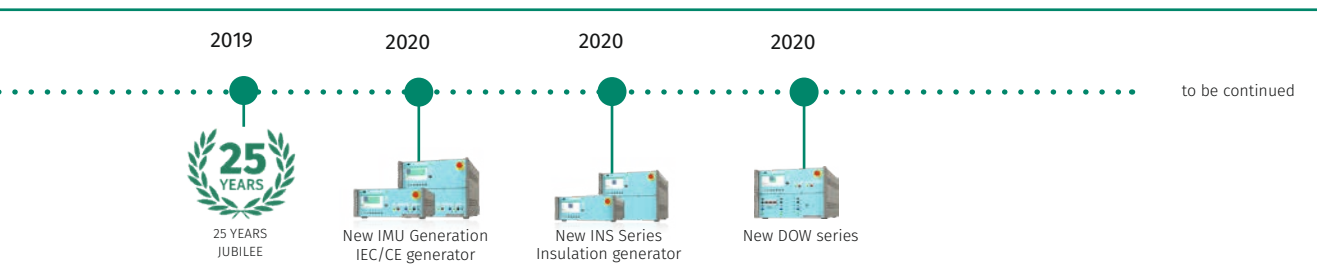 2019
2020
2020
2020
to be continued
25
YEARS
25 YEARS
JUBILEE
New IMU Generation
IEC/CE generator
New INS Series
Insulation generator
New DOW series